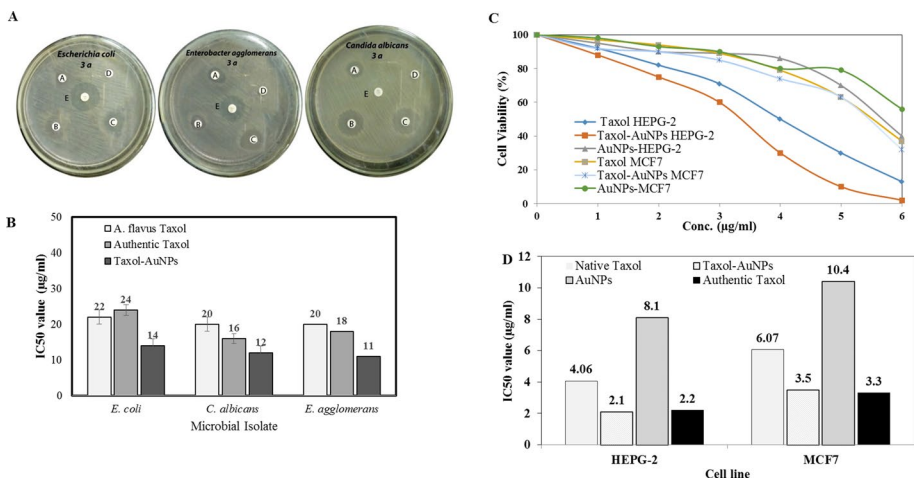 A
Escherichia coli
3 a
A
D
E
B
C
Enterobacter agglomerans
3a
A
D
E
B
C
Candida albicans
3 a
A
D
E
B
C
B
IC50 value (µg/ml)
50
40
30
20
10
0
A. flavus Taxol
Authentic Taxol
Taxol-AuNPs
22
24
14
20
16
12
20
18
11
E. coli
C. albicans
E. agglomerans
Microbial Isolate
C
Cell Viability (%)
100
80
60
40
20
0
Taxol HEPG-2
Taxol-AuNPs HEPG-2
AuNPs-HEPG-2
Taxol MCF7
Taxol-AuNPs MCF7
AuNPs-MCF7
0
1
2
3
4
5
6
Conc. (µg/ml)
D
IC50 value (µg/ml)
12
10
8
6
4
2
0
Native Taxol
Taxol-AuNPs
AuNPs
Authentic Taxol
4.06
2.1
8.1
2.2
6.07
3.5
10.4
3.3
HEPG-2
MCF7
Cell line